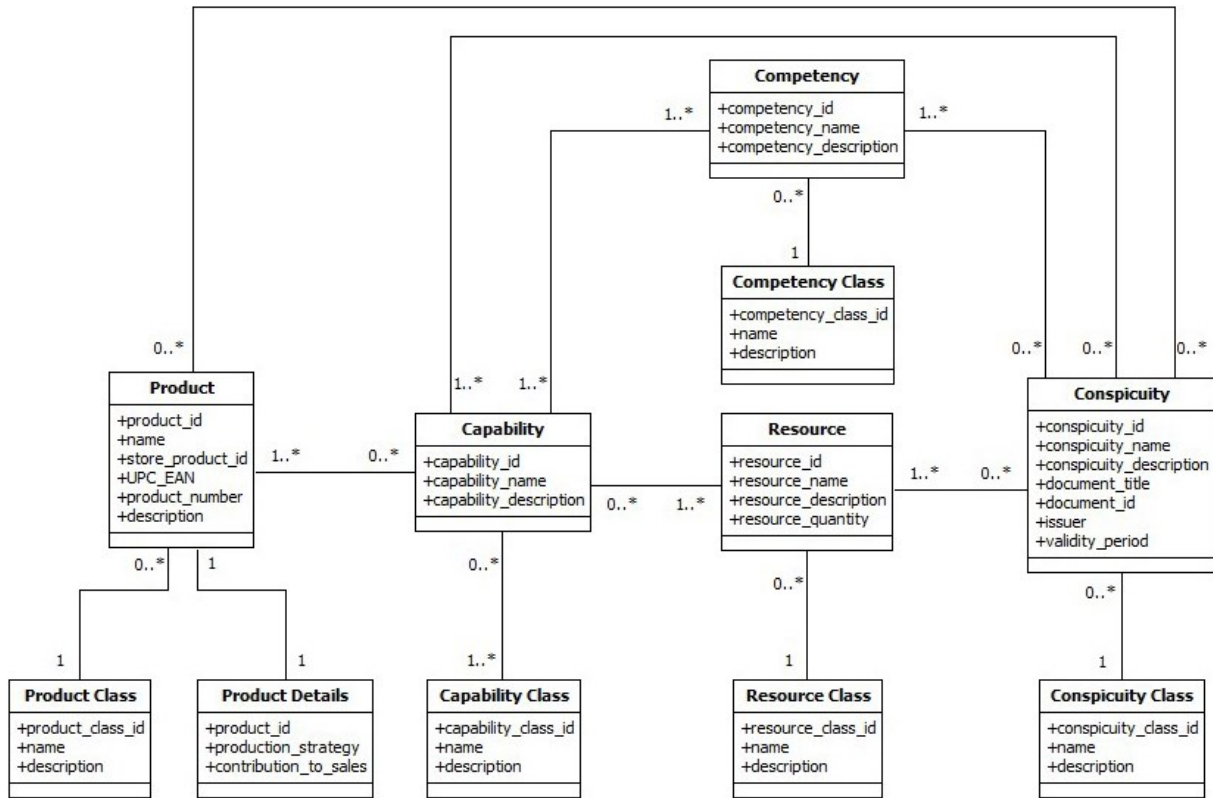 Competency
+competency_id
+competency_name
+competency_description
1..*
1..*
0..*
1
Competency Class
+competency_class_id
+name
+description
0..*
1..*
1..*
0..*
0..*
0..*
Product
+product_id
+name
+store_product_id
+UPC_EAN
+product_number
+description
1..*
0..*
Capability
+capability_id
+capability_name
+capability_description
0..*
1..*
Resource
+resource_id
+resource_name
+resource_description
+resource_quantity
1..*
0..*
Conspicuity
+conspicuity_id
+conspicuity_name
+conspicuity_description
+document_title
+document_id
+issuer
+validity_period
0..*
1
0..*
0..*
0..*
1
1
1..*
1
1
Product Class
+product_class_id
+name
+description
Product Details
+product_id
+production_strategy
+contribution_to_sales
Capability Class
+capability_class_id
+name
+description
Resource Class
+resource_class_id
+name
+description
Conspicuity Class
+conspicuity_class_id
+name
+description